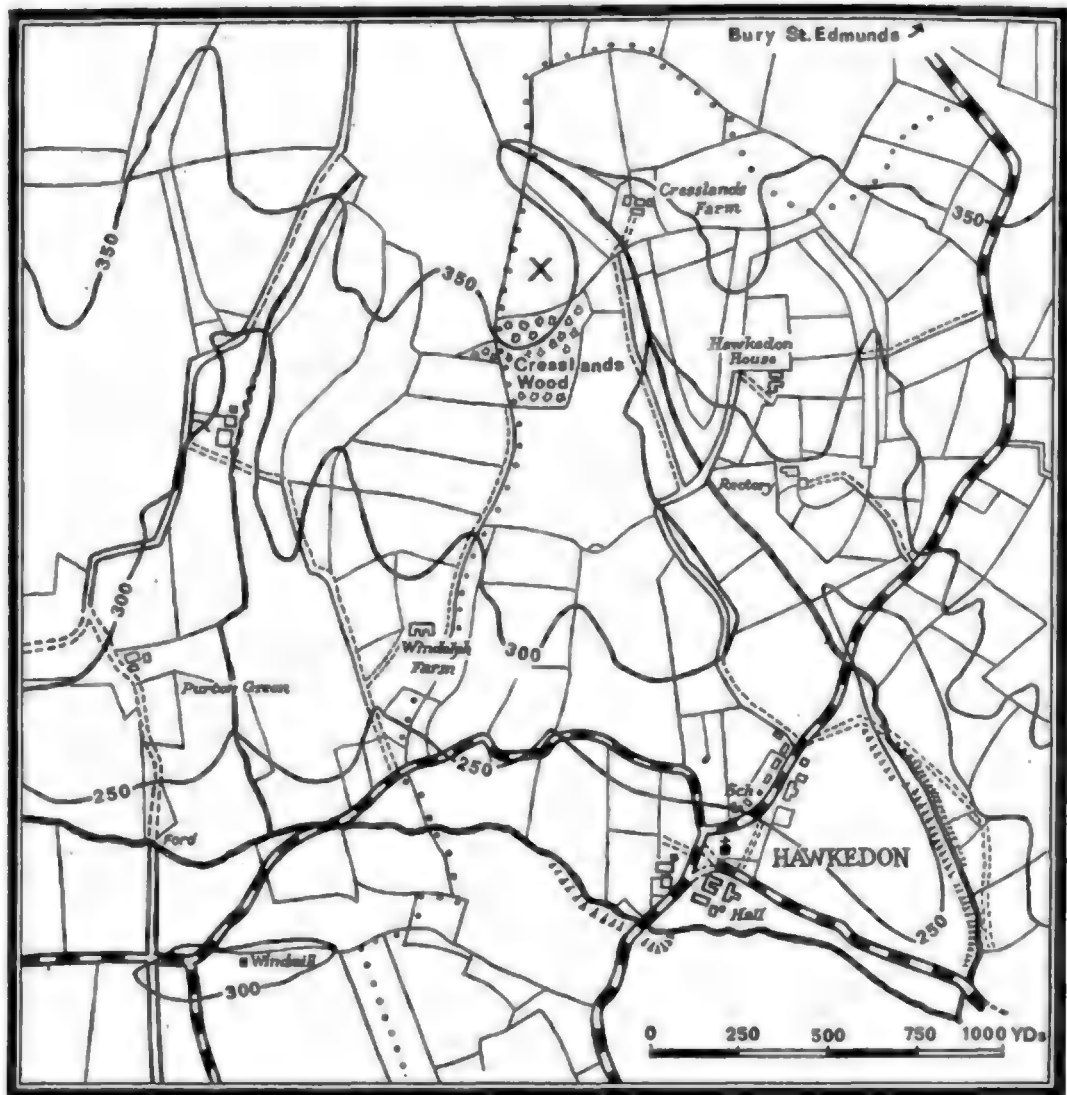 Bury St. Edmunds
350
Cresslands
Farm
350
350
Hawkedon
House
Cresslands
Wood
Rectory
300
Windolph
Farm
300
Purton Green
250
250
Sch
Ford
HAWKEDON
Hall
250
Windmill
300
0 250 500 750 1000 YDs
X